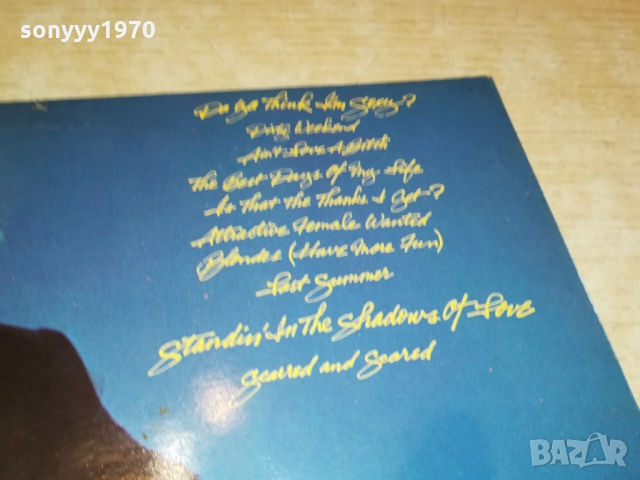 sonyyy1970
Da Ya Think I'm Sexy?
Dirty Weekend
Ain't Love A Bitch
The Best Days Of My Life
Is That The Thanks I Get?
Attractive Female Wanted
Blondes (Have More Fun)
Last Summer
Standin' In The Shadows Of Love
Scarred and Scared
BAZAR